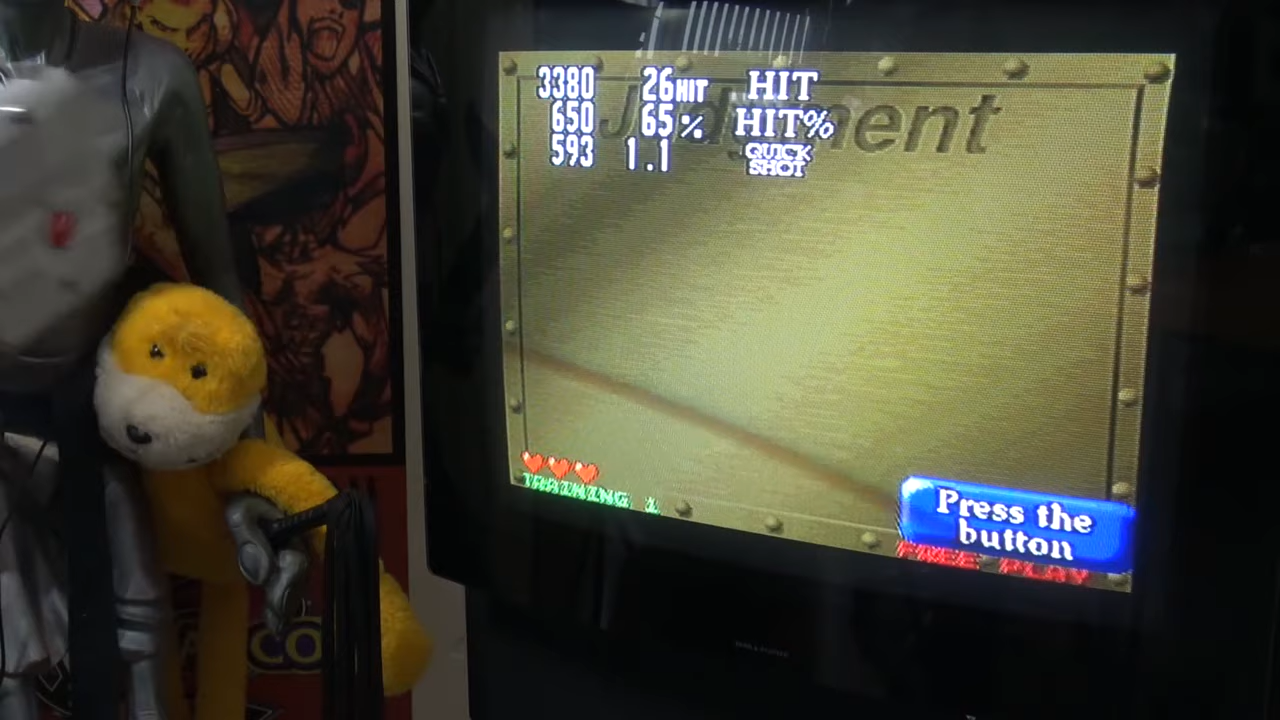 Judgment
3380 26HIT HIT
650 65% HIT%
593 1.1 QUICK SHOT
TRAINING 1
Press the
button
FREE PLAY
CO